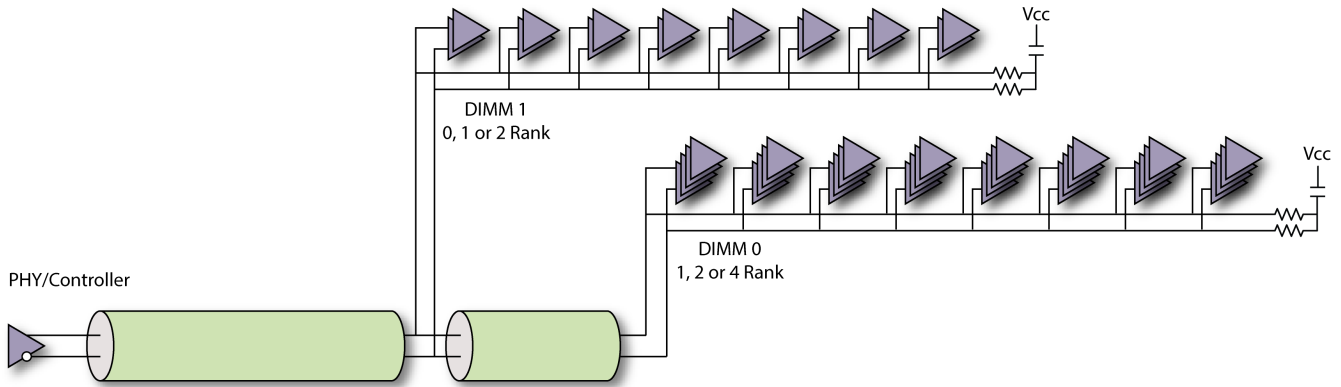 Vcc
DIMM 1
0, 1 or 2 Rank
Vcc
DIMM 0
1, 2 or 4 Rank
PHY/Controller